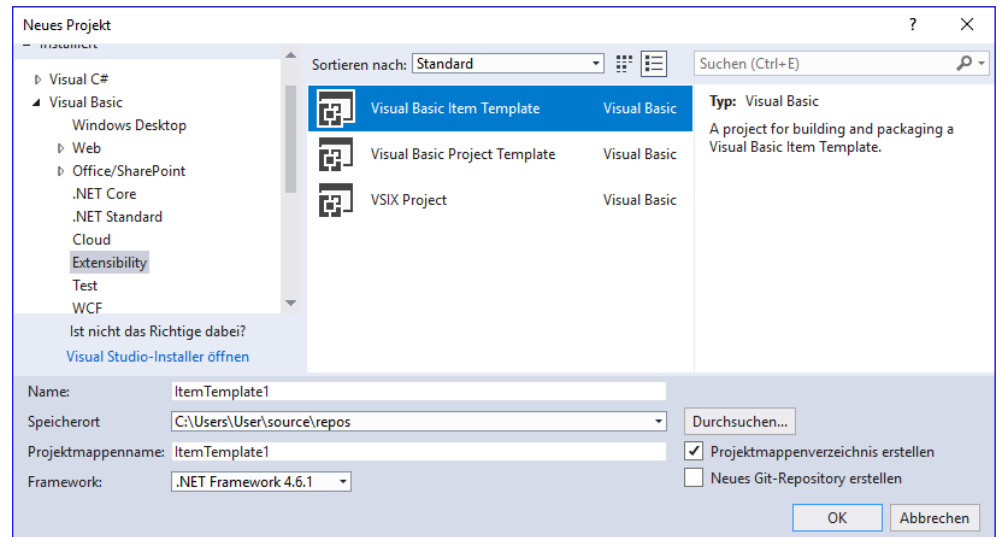 Neues Projekt
Installiert
Visual C#
Visual Basic
Windows Desktop
Web
Office/SharePoint
.NET Core
.NET Standard
Cloud
Extensibility
Test
WCF
Ist nicht das Richtige dabei?
Visual Studio-Installer öffnen
Sortieren nach: Standard
Visual Basic Item Template Visual Basic
Visual Basic Project Template Visual Basic
VSIX Project Visual Basic
Suchen (Ctrl+E)
Typ: Visual Basic
A project for building and packaging a
Visual Basic Item Template.
Name: ItemTemplate1
Speicherort C:\Users\User\source\repos Durchsuchen...
Projektmappenname: ItemTemplate1 Projektmappenverzeichnis erstellen
Framework: .NET Framework 4.6.1 Neues Git-Repository erstellen
OK Abbrechen